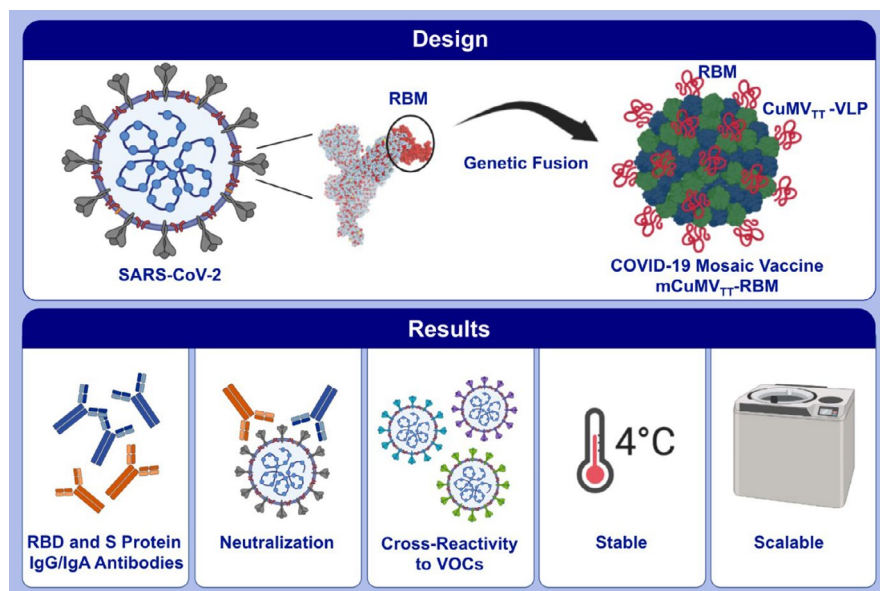 Design
RBM
RBM
CuMVTT -VLP
Genetic Fusion
SARS-CoV-2
COVID-19 Mosaic Vaccine
mCuMVTT-RBM
Results
4°C
RBD and S Protein
IgG/IgA Antibodies
Neutralization
Cross-Reactivity
to VOCs
Stable
Scalable